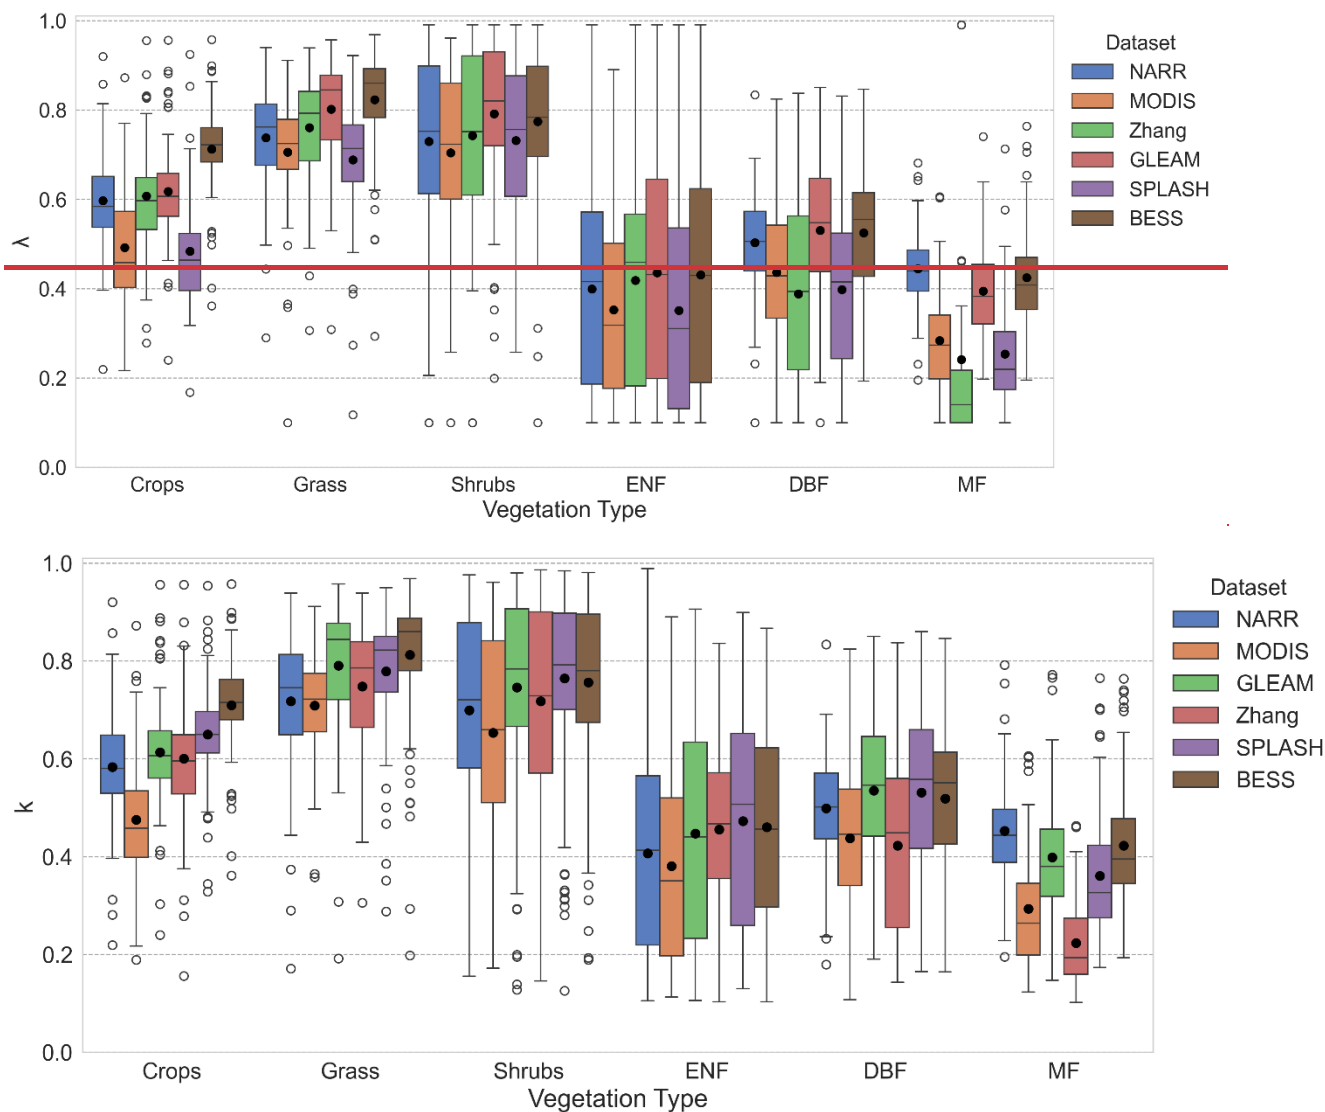 1.0
0.8
0.6
0.4
0.2
0.0
λ
Crops Grass Shrubs ENF DBF MF
Vegetation Type
Dataset
NARR
MODIS
Zhang
GLEAM
SPLASH
BESS
1.0
0.8
0.6
0.4
0.2
0.0
k
Crops Grass Shrubs ENF DBF MF
Vegetation Type
Dataset
NARR
MODIS
GLEAM
Zhang
SPLASH
BESS